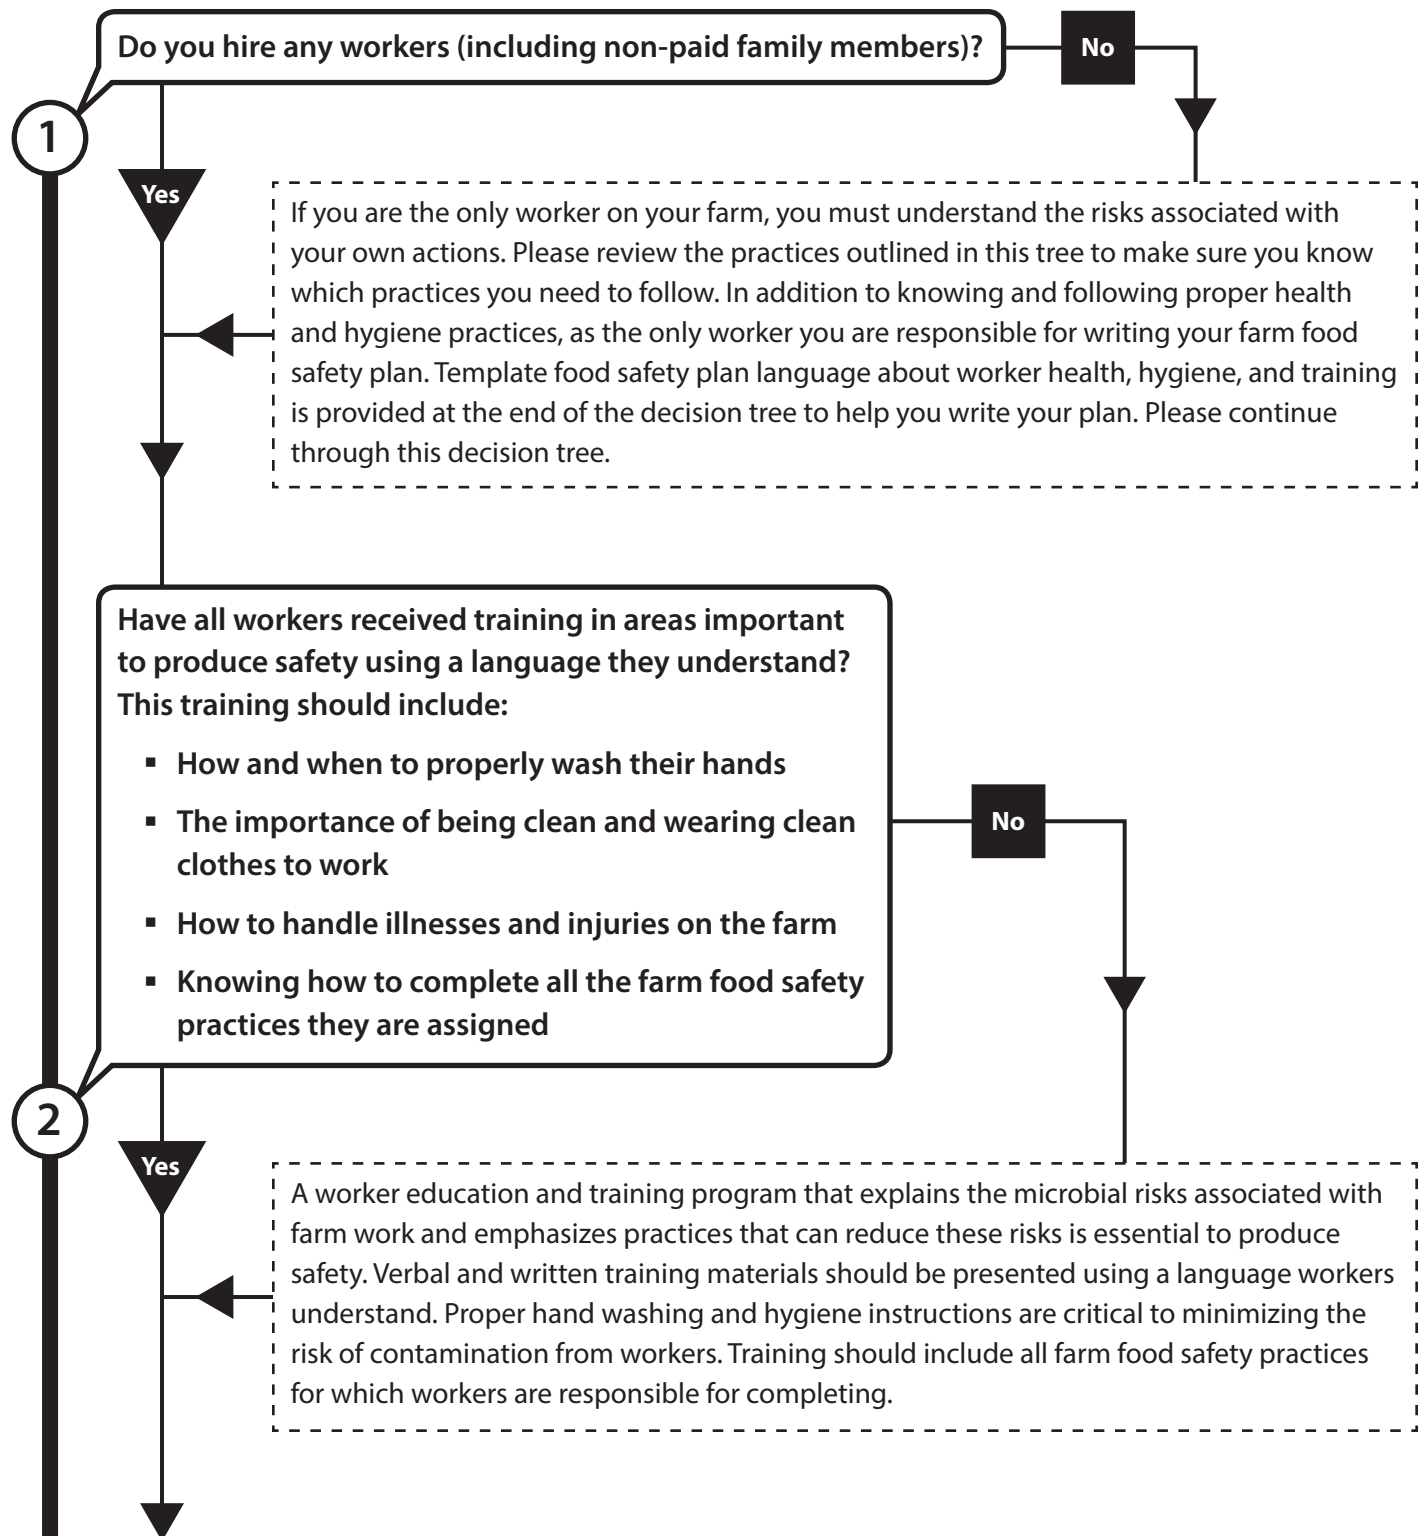 Do you hire any workers (including non-paid family members)?
No
1
Yes
If you are the only worker on your farm, you must understand the risks associated with
your own actions. Please review the practices outlined in this tree to make sure you know
which practices you need to follow. In addition to knowing and following proper health
and hygiene practices, as the only worker you are responsible for writing your farm food
safety plan. Template food safety plan language about worker health, hygiene, and training
is provided at the end of the decision tree to help you write your plan. Please continue
through this decision tree.
Have all workers received training in areas important
to produce safety using a language they understand?
This training should include:
▪ How and when to properly wash their hands
▪ The importance of being clean and wearing clean
clothes to work
▪ How to handle illnesses and injuries on the farm
▪ Knowing how to complete all the farm food safety
practices they are assigned
No
2
Yes
A worker education and training program that explains the microbial risks associated with
farm work and emphasizes practices that can reduce these risks is essential to produce
safety. Verbal and written training materials should be presented using a language workers
understand. Proper hand washing and hygiene instructions are critical to minimizing the
risk of contamination from workers. Training should include all farm food safety practices
for which workers are responsible for completing.